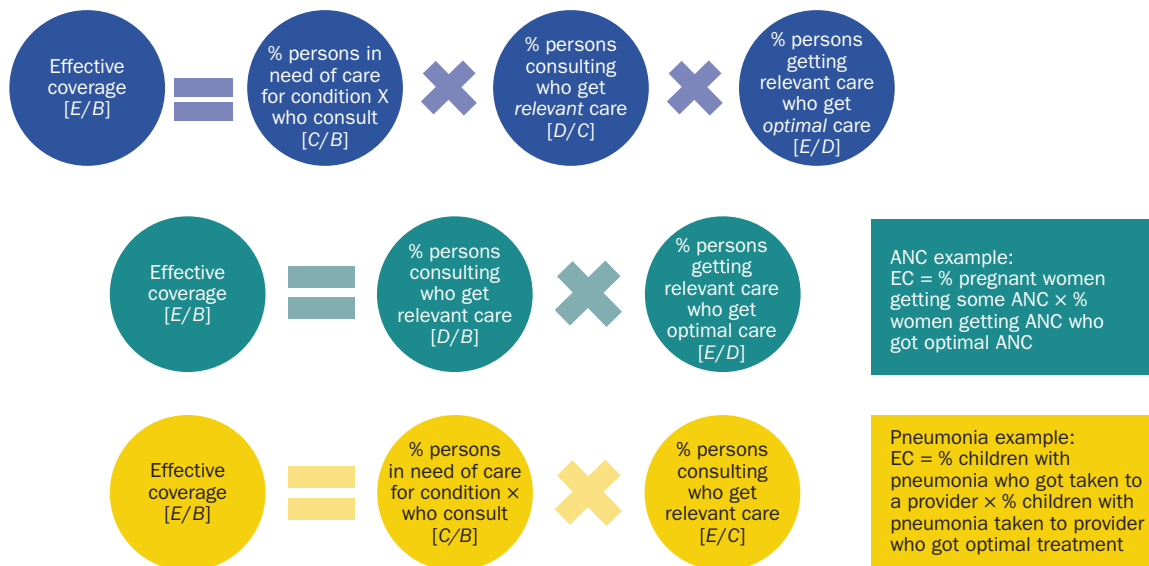 Effective
coverage
[E/B]
% persons in
need of care
for condition X
who consult
[C/B]
% persons
consulting
who get
relevant care
[D/C]
% persons
getting
relevant care
who get
optimal care
[E/D]
Effective
coverage
[E/B]
% persons
consulting
who get
relevant care
[D/B]
% persons
getting
relevant care
who get
optimal care
[E/D]
ANC example:
EC = % pregnant women
getting some ANC × %
women getting ANC who
got optimal ANC
Effective
coverage
[E/B]
% persons
in need of care
for condition ×
who consult
[C/B]
% persons
consulting
who get
relevant care
[E/C]
Pneumonia example:
EC = % children with
pneumonia who got taken to
a provider × % children with
pneumonia taken to provider
who got optimal treatment